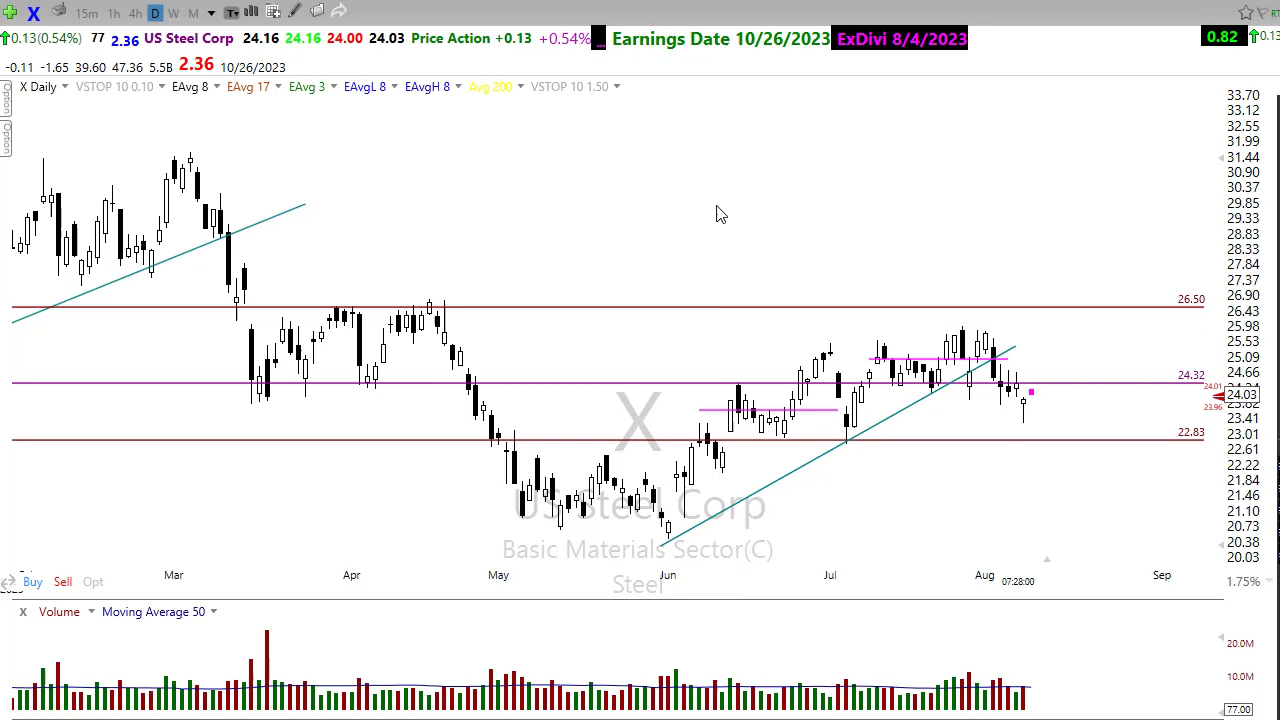 X 15m 1h 4h D W M T
0.13(0.54%) 77 2.36 US Steel Corp 24.16 24.16 24.00 24.03 Price Action +0.13 +0.54% Earnings Date 10/26/2023 ExDivi 8/4/2023 0.82 0.13
-0.11 -1.65 39.60 47.36 5.5B 2.36 10/26/2023
X Daily VSTOP 10 0.10 EAvg 8 EAvg 17 EAvg 3 EAvgL 8 EAvgH 8 Avg 200 VSTOP 10 1.50
Option
Option
33.70
33.12
32.55
31.99
31.44
30.90
30.37
29.85
29.33
28.83
28.33
27.84
27.37
26.90
26.50
26.43
25.98
25.53
25.09
24.66
24.32
24.01
24.03
23.96
23.41
23.01
22.83
22.61
22.22
21.84
21.46
21.10
20.73
20.38
20.03
X
US Steel Corp
Basic Materials Sector(C)
Steel
Mar Apr May Jun Jul Aug Sep
Buy Sell Opt 07:28:00 1.75%
X Volume Moving Average 50
20.0M
10.0M
77.00